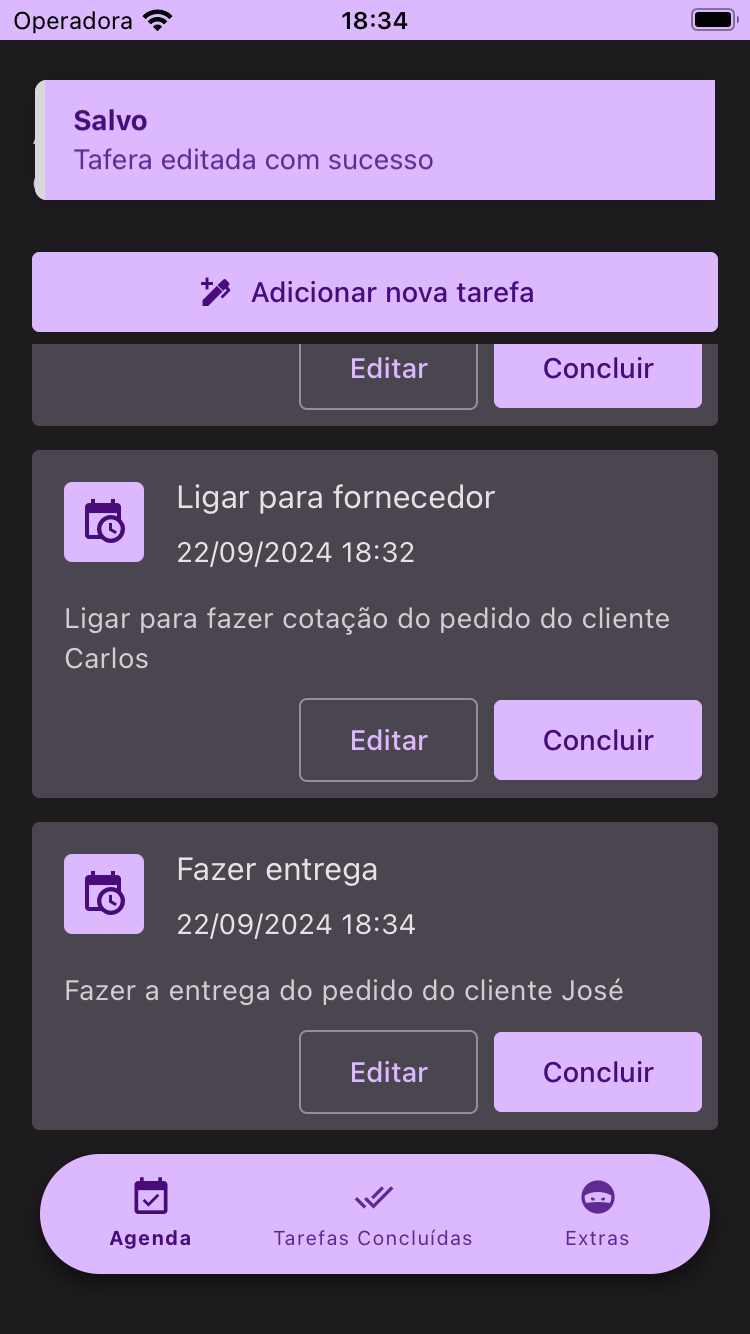 Operadora 18:34
Salvo
Tafera editada com sucesso
Adicionar nova tarefa
Editar Concluir
Ligar para fornecedor
22/09/2024 18:32
Ligar para fazer cotação do pedido do cliente
Carlos
Editar Concluir
Fazer entrega
22/09/2024 18:34
Fazer a entrega do pedido do cliente José
Editar Concluir
Agenda Tarefas Concluídas Extras